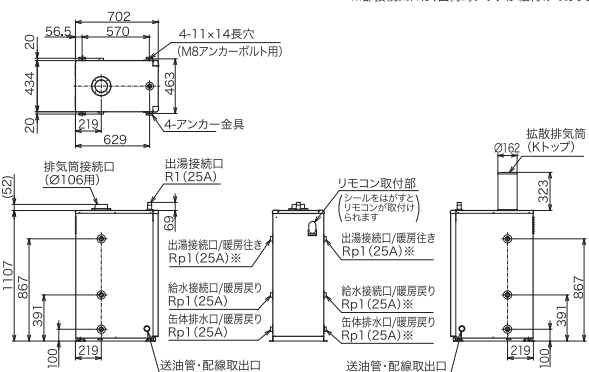 702
56.5
570
4-11×14長穴
(M8アンカーボルト用)
20
434
20
463
219
629
4-アンカー金具
拡散排気筒
(Kトップ)
Ø162
323
排気筒接続口
(Ø106用)
出湯接続口
R1(25A)
(52)
69
リモコン取付部
(シールをはがすと
リモコンが取付け
られます)
1107
867
391
100
219
出湯接続口/暖房往き
Rp1(25A)※
給水接続口/暖房戻り
Rp1(25A)
缶体排水口/暖房戻り
Rp1(25A)
送油管・配線取出口
出湯接続口/暖房往き
Rp1(25A)※
給水接続口/暖房戻り
Rp1(25A)※
缶体排水口/暖房戻り
Rp1(25A)※
送油管・配線取出口
867
391
100
219